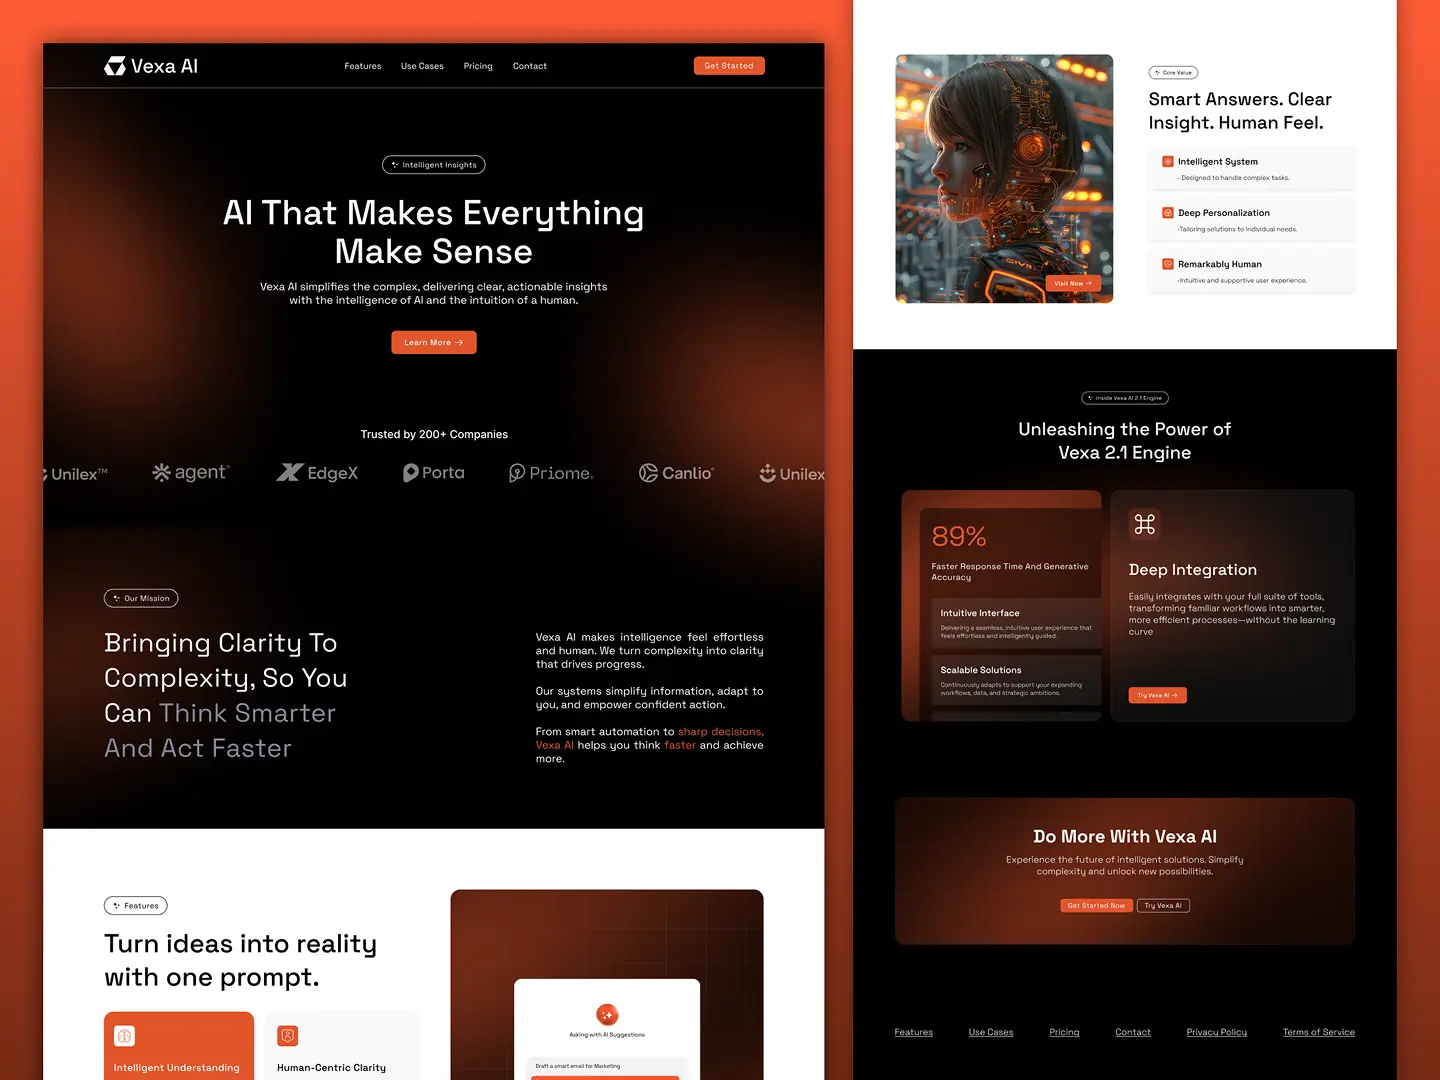 Vexa AI
Features
Use Cases
Pricing
Contact
Get Started
Intelligent Insights
AI That Makes Everything
Make Sense
Vexa AI simplifies the complex, delivering clear, actionable insights
with the intelligence of AI and the intuition of a human.
Learn More →
Trusted by 200+ Companies
Unilex™
agent®
EdgeX
Porta
Priome®
Canlio®
Unilex
Our Mission
Bringing Clarity To
Complexity, So You
Can Think Smarter
And Act Faster
Vexa AI makes intelligence feel effortless
and human. We turn complexity into clarity
that drives progress.
Our systems simplify information, adapt to
you, and empower confident action.
From smart automation to sharp decisions,
Vexa AI helps you think faster and achieve
more.
Features
Turn ideas into reality
with one prompt.
Intelligent Understanding
Human-Centric Clarity
Asking with AI Suggestions
Draft a smart email for Marketing
Visit Now →
Core Value
Smart Answers. Clear
Insight. Human Feel.
Intelligent System
- Designed to handle complex tasks.
Deep Personalization
-Tailoring solutions to individual needs.
Remarkably Human
-Intuitive and supportive user experience.
Inside Vexa AI 2.1 Engine
Unleashing the Power of
Vexa 2.1 Engine
89%
Faster Response Time And Generative
Accuracy
Intuitive Interface
Delivering a seamless, intuitive user experience that
feels effortless and intelligently guided.
Scalable Solutions
Continuously adapts to support your expanding
workflows, data, and strategic ambitions.
Deep Integration
Easily integrates with your full suite of tools,
transforming familiar workflows into smarter,
more efficient processes—without the learning
curve
Try Vexa AI →
Do More With Vexa AI
Experience the future of intelligent solutions. Simplify
complexity and unlock new possibilities.
Get Started Now
Try Vexa AI
Features
Use Cases
Pricing
Contact
Privacy Policy
Terms of Service